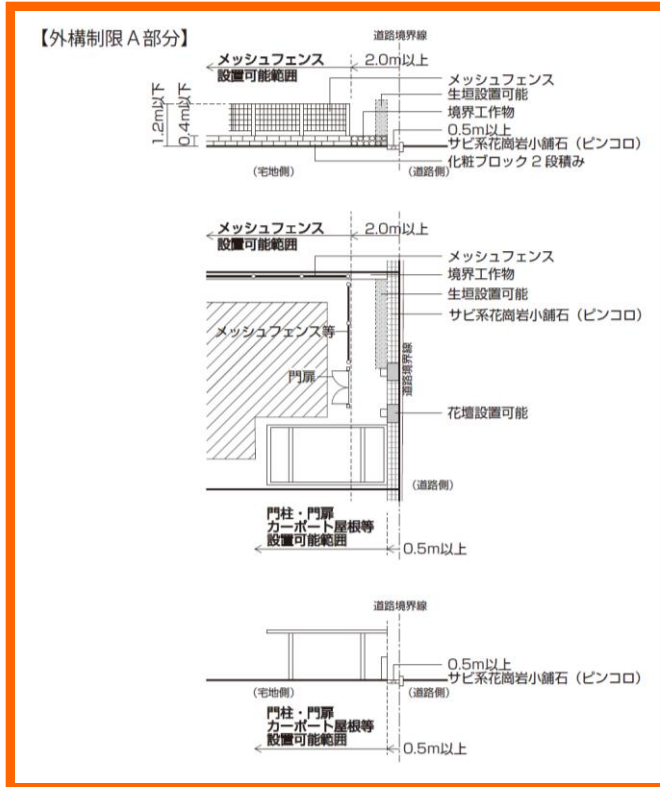 【外構制限A部分】
道路境界線
メッシュフェンス
設置可能範囲
2.0m以上
メッシュフェンス
生垣設置可能
境界工作物
0.5m以上
サビ系花崗岩小舗石(ピンコロ)
化粧ブロック2段積み
1.2m以下
0.4m以下
(宅地側)
(道路側)
メッシュフェンス
設置可能範囲
2.0m以上
メッシュフェンス
境界工作物
生垣設置可能
サビ系花崗岩小舗石(ピンコロ)
メッシュフェンス等
道路境界線
門扉
花壇設置可能
(道路側)
門柱・門扉
カーポート屋根等
設置可能範囲
0.5m以上
道路境界線
0.5m以上
サビ系花崗岩小舗石(ピンコロ)
(宅地側)
(道路側)
門柱・門扉
カーポート屋根等
設置可能範囲
0.5m以上